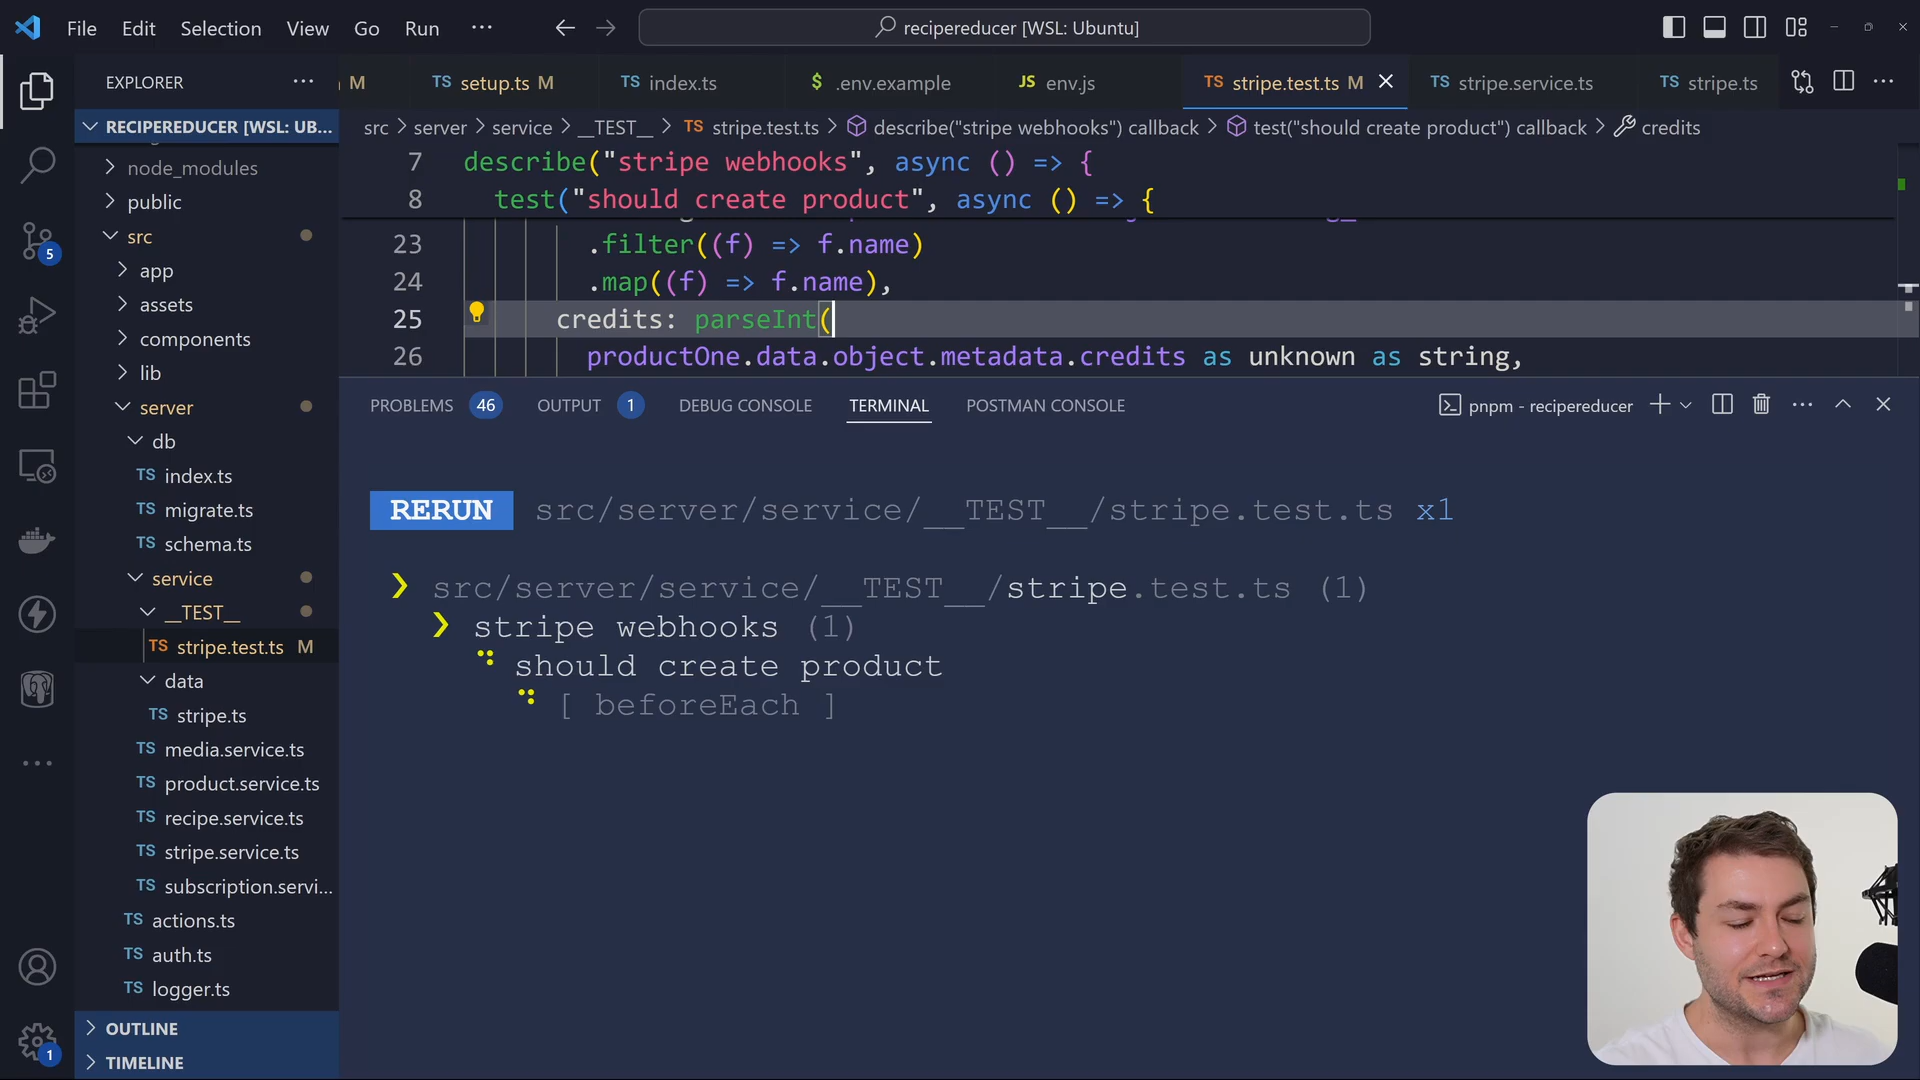 File Edit Selection View Go Run ··· recipereducer [WSL: Ubuntu]
EXPLORER ···
M TS setup.ts M TS index.ts $ .env.example JS env.js TS stripe.test.ts M TS stripe.service.ts TS stripe.ts ···
RECIPEREDUCER [WSL: UB...
src > server > service > __TEST__ > TS stripe.test.ts > describe("stripe webhooks") callback > test("should create product") callback > credits
node_modules
public
src
app
assets
components
lib
server
db
TS index.ts
TS migrate.ts
TS schema.ts
service
__TEST__
TS stripe.test.ts M
data
TS stripe.ts
TS media.service.ts
TS product.service.ts
TS recipe.service.ts
TS stripe.service.ts
TS subscription.servi...
TS actions.ts
TS auth.ts
TS logger.ts
OUTLINE
TIMELINE
5
1
7 describe("stripe webhooks", async () => {
8 test("should create product", async () => {
23 .filter((f) => f.name)
24 .map((f) => f.name),
25 credits: parseInt(
26 productOne.data.object.metadata.credits as unknown as string,
PROBLEMS 46 OUTPUT 1 DEBUG CONSOLE TERMINAL POSTMAN CONSOLE pnpm - recipereducer ···
RERUN src/server/service/__TEST__/stripe.test.ts x1
❯ src/server/service/__TEST__/stripe.test.ts (1)
❯ stripe webhooks (1)
should create product
[ beforeEach ]